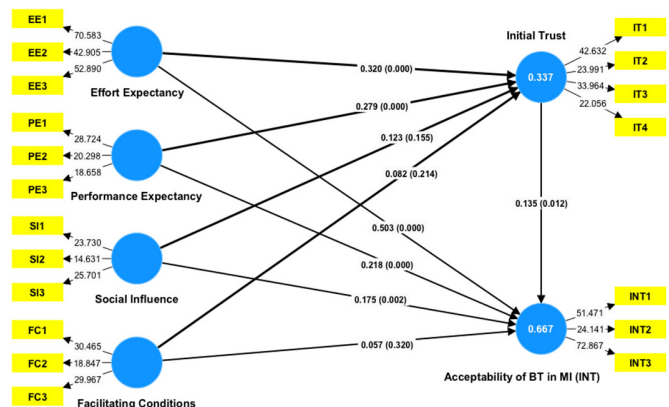 EE1
70.583
EE2
42.905
EE3
52.890
Effort Expectancy
PE1
28.724
PE2
20.298
PE3
18.658
Performance Expectancy
SI1
23.730
SI2
14.631
SI3
25.701
Social Influence
FC1
30.465
FC2
18.847
FC3
29.967
Facilitating Conditions
0.320 (0.000)
0.279 (0.000)
0.123 (0.155)
0.082 (0.214)
0.503 (0.000)
0.218 (0.000)
0.175 (0.002)
0.057 (0.320)
Initial Trust
0.337
IT1
42.632
IT2
23.991
IT3
33.964
IT4
22.056
0.135 (0.012)
0.667
INT1
51.471
INT2
24.141
INT3
72.867
Acceptability of BT in MI (INT)